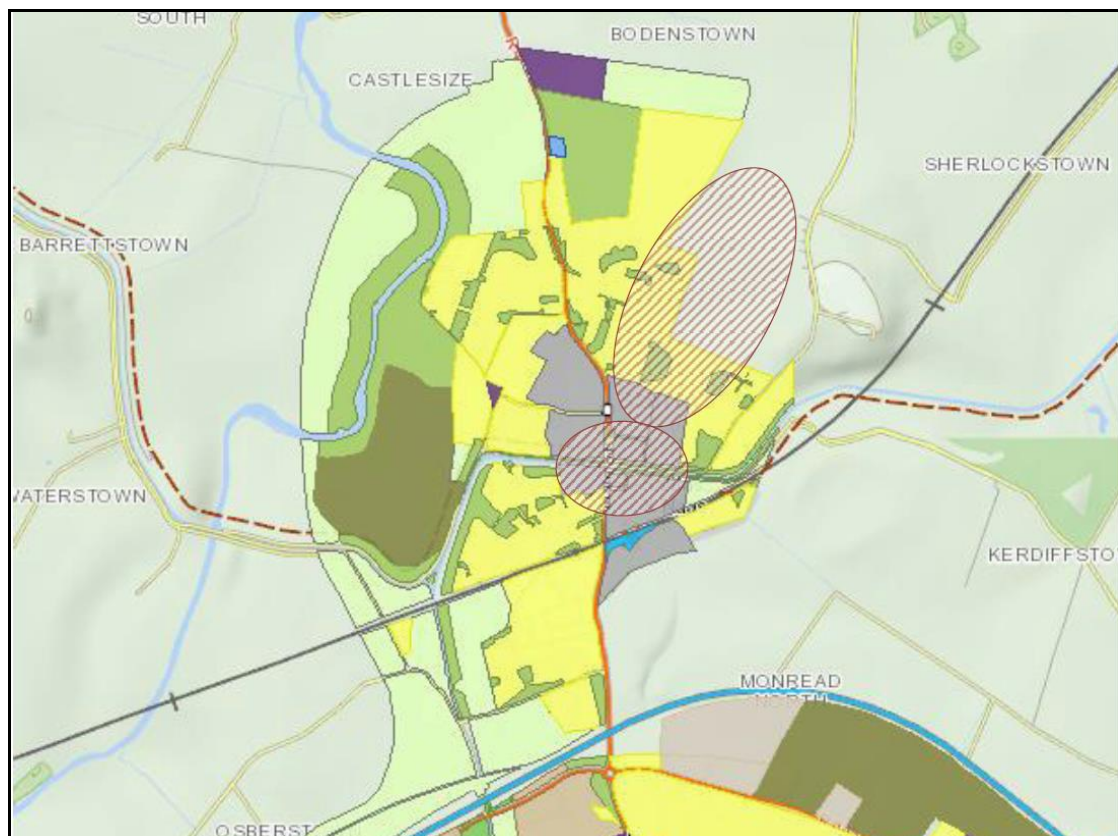 SOUTH
BODENSTOWN
CASTLESIZE
SHERLOCKSTOWN
BARRETTSTOWN
WATERSTOWN
KERDIFFSTO
MONREAD
NORTH
OSBERST